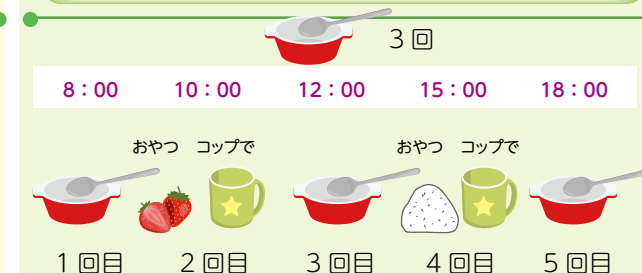 3回
8：00 10：00 12：00 15：00 18：00
おやつ コップで おやつ コップで
1回目 2回目 3回目 4回目 5回目